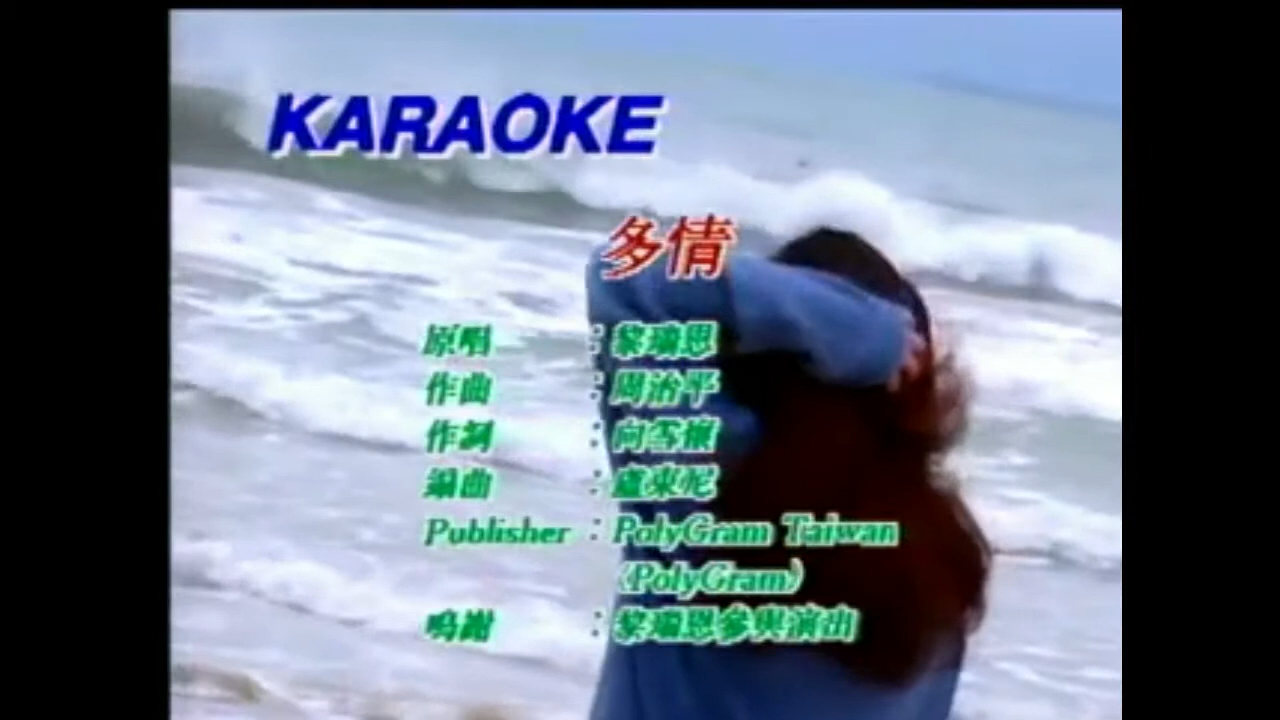 KARAOKE
多情
原唱 : 黎瑞恩
作曲 : 周治平
作詞 : 向雪懷
編曲 : 盧東尼
Publisher : PolyGram Taiwan
(PolyGram)
鳴謝 : 黎瑞恩參與演出